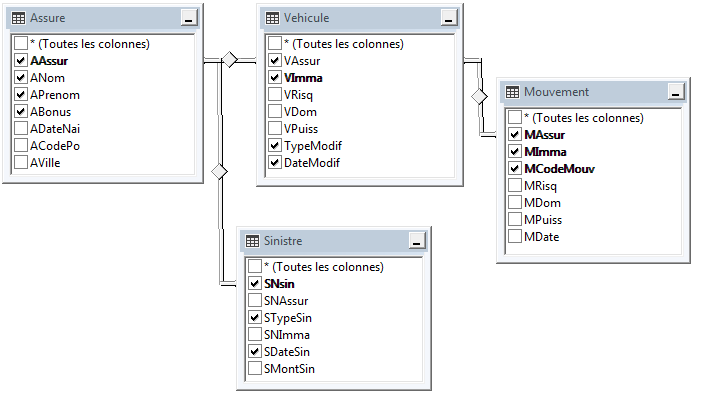 Assure
* (Toutes les colonnes)
AAssur
ANom
APrenom
ABonus
ADateNai
ACodePo
AVille
Vehicule
* (Toutes les colonnes)
VAssur
VImma
VRisq
VDom
VPuiss
TypeModif
DateModif
Mouvement
* (Toutes les colonnes)
MAssur
MImma
MCodeMouv
MRisq
MDom
MPuiss
MDate
Sinistre
* (Toutes les colonnes)
SNsin
SNAssur
STypeSin
SNImma
SDateSin
SMontSin